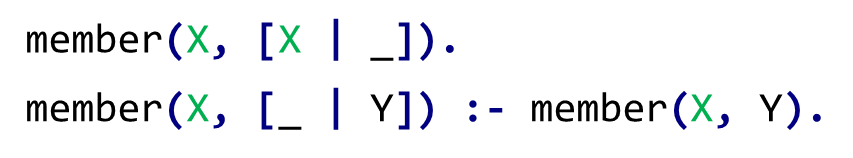 member(X, [X | _]).
member(X, [_ | Y]) :- member(X, Y).